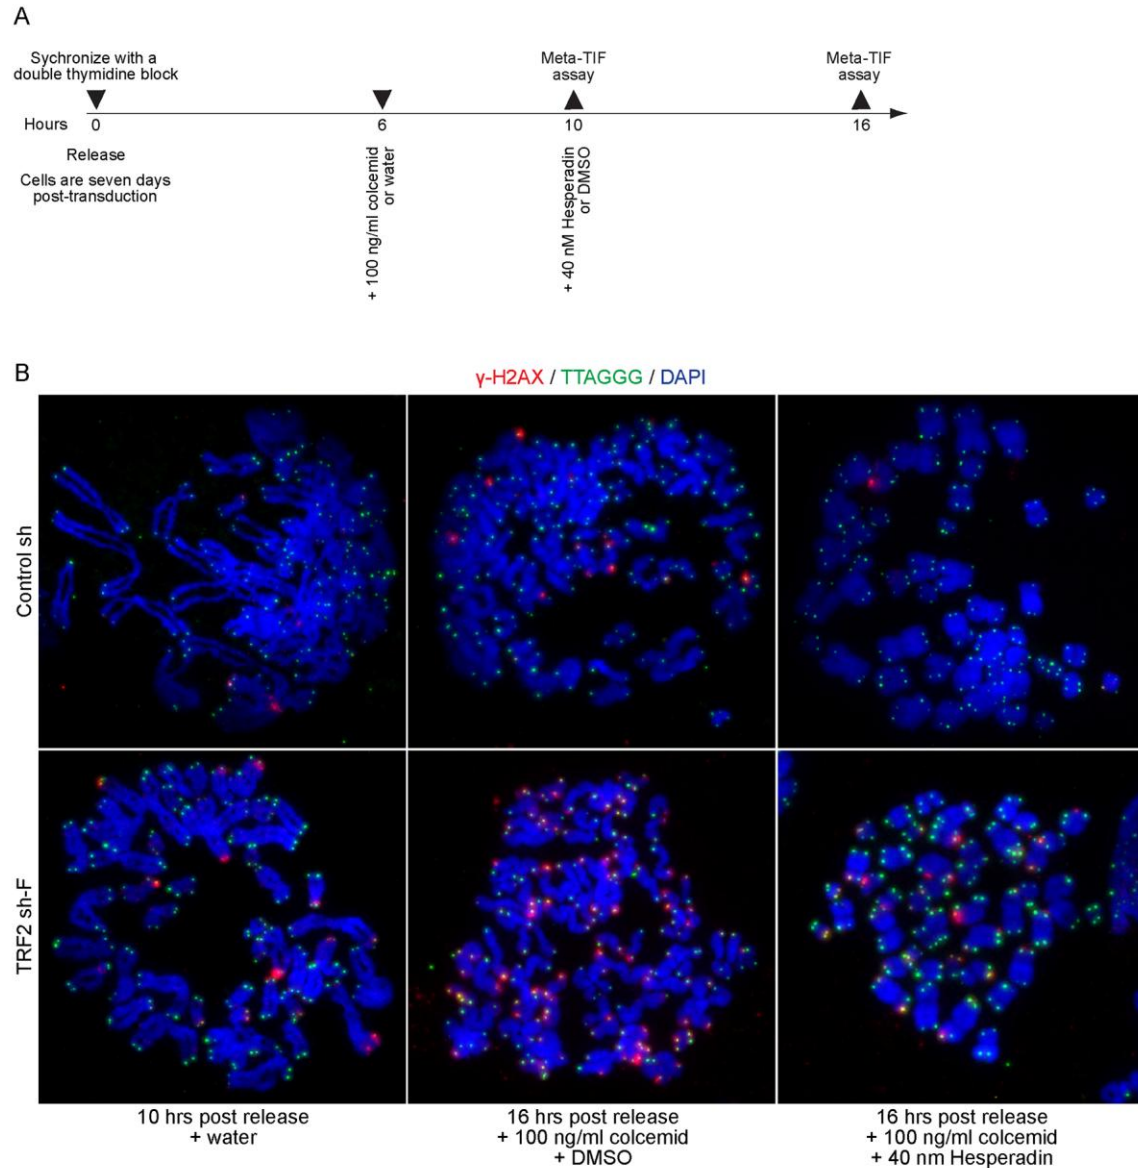 A
Sychronize with a
double thymidine block
Meta-TIF
assay
Meta-TIF
assay
Hours
0
6
10
16
Release
Cells are seven days
post-transduction
+ 100 ng/ml colcemid
or water
+ 40 nM Hesperadin
or DMSO
B
γ-H2AX / TTAGGG / DAPI
Control sh
TRF2 sh-F
10 hrs post release
+ water
16 hrs post release
+ 100 ng/ml colcemid
+ DMSO
16 hrs post release
+ 100 ng/ml colcemid
+ 40 nm Hesperadin